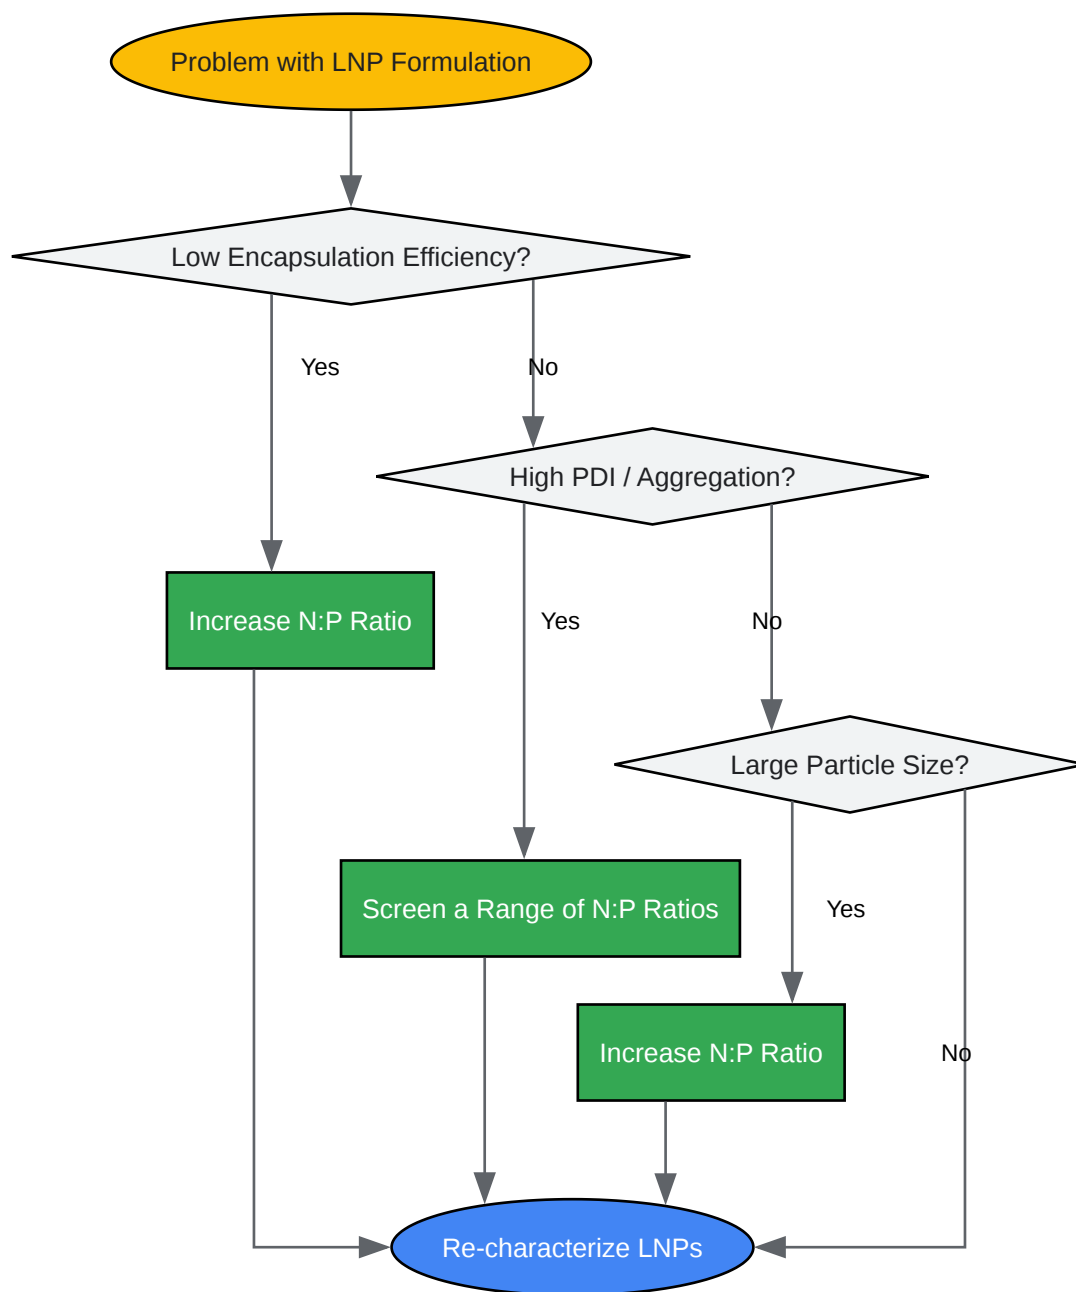 Problem with LNP Formulation
Low Encapsulation Efficiency?
Yes
No
High PDI / Aggregation?
Increase N:P Ratio
Yes
No
Large Particle Size?
Screen a Range of N:P Ratios
Yes
Increase N:P Ratio
No
Re-characterize LNPs